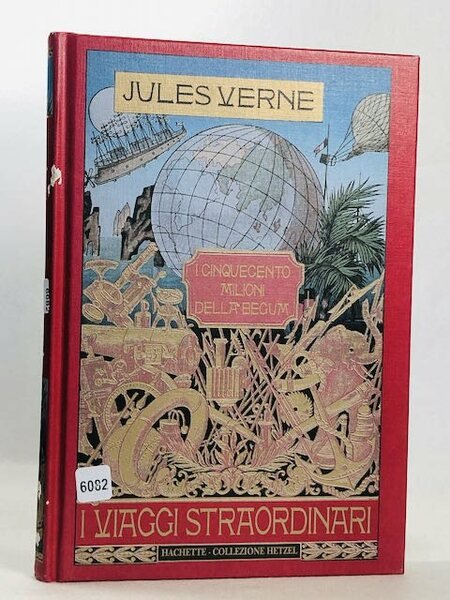 JULES VERNE
I CINQUECENTO
MILIONI
DELLA BEGUM
6082
I VIAGGI STRAORDINARI
HACHETTE · COLLEZIONE HETZEL